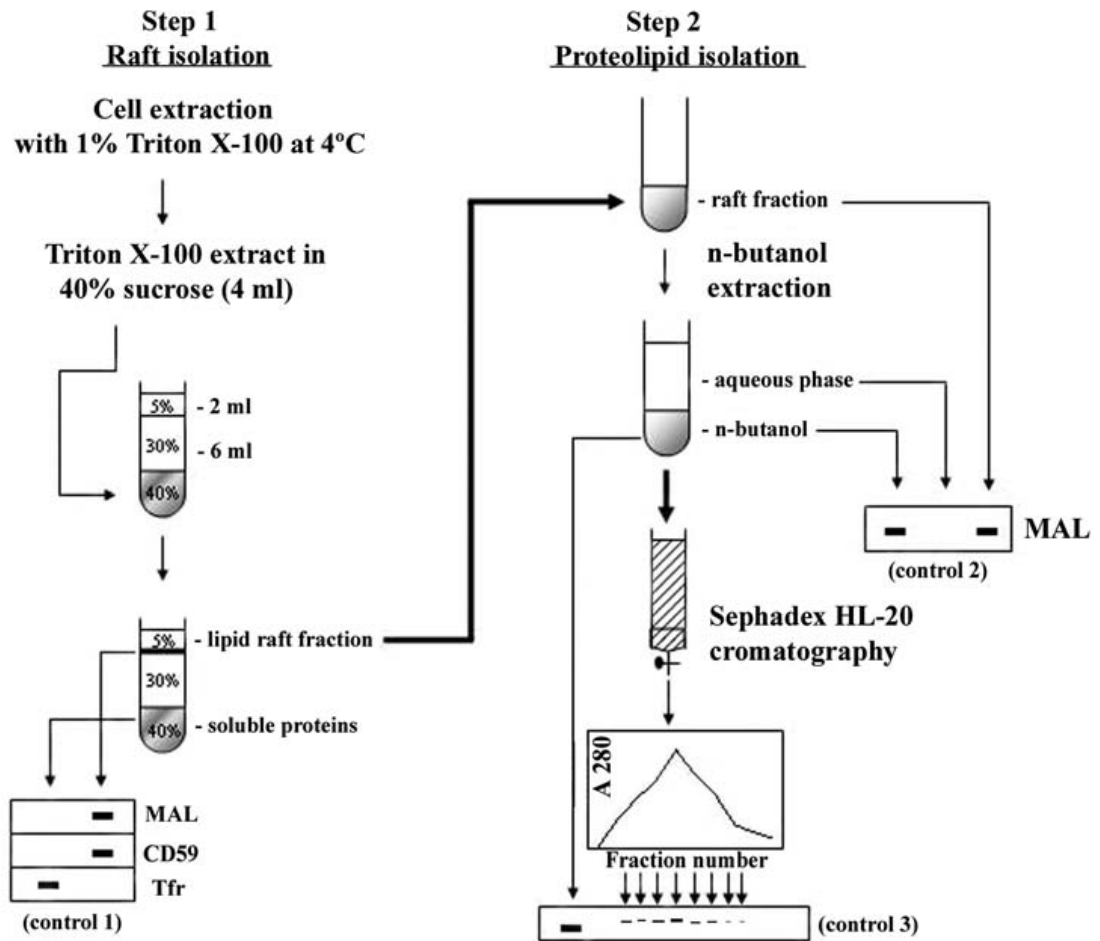 Step 1
Raft isolation
Cell extraction
with 1% Triton X-100 at 4ºC
Triton X-100 extract in
40% sucrose (4 ml)
5%
- 2 ml
30%
- 6 ml
40%
5%
- lipid raft fraction
30%
40%
- soluble proteins
MAL
CD59
Tfr
(control 1)
Step 2
Proteolipid isolation
- raft fraction
n-butanol
extraction
- aqueous phase
- n-butanol
MAL
(control 2)
Sephadex HL-20
cromatography
A 280
Fraction number
(control 3)